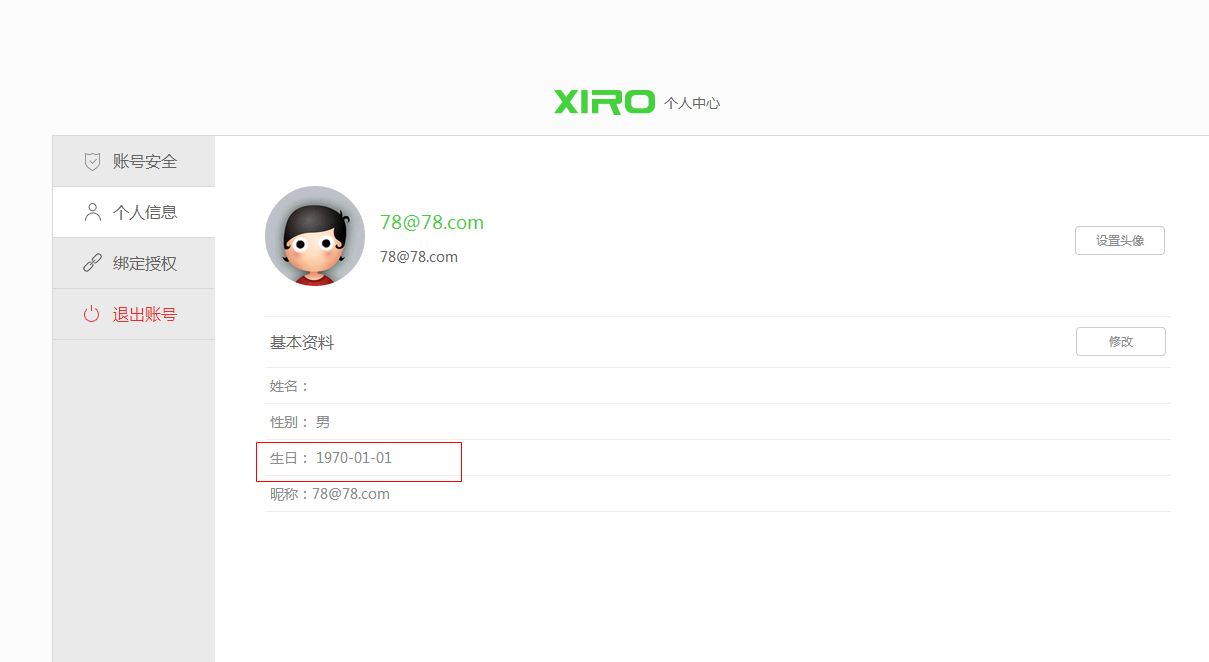 XIRO 个人中心
账号安全
个人信息
绑定授权
退出账号
78@78.com
78@78.com
设置头像
基本资料
修改
姓名：
性别： 男
生日： 1970-01-01
昵称：78@78.com